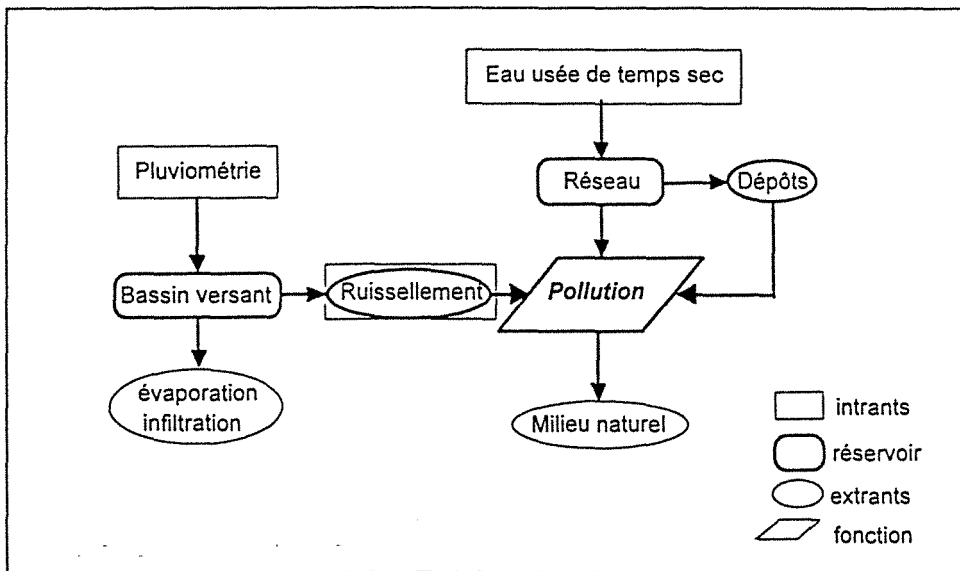 Eau usée de temps sec
Pluviométrie
Réseau
Dépôts
Bassin versant
Ruissellement
Pollution
évaporation
infiltration
Milieu naturel
intrants
réservoir
extrants
fonction